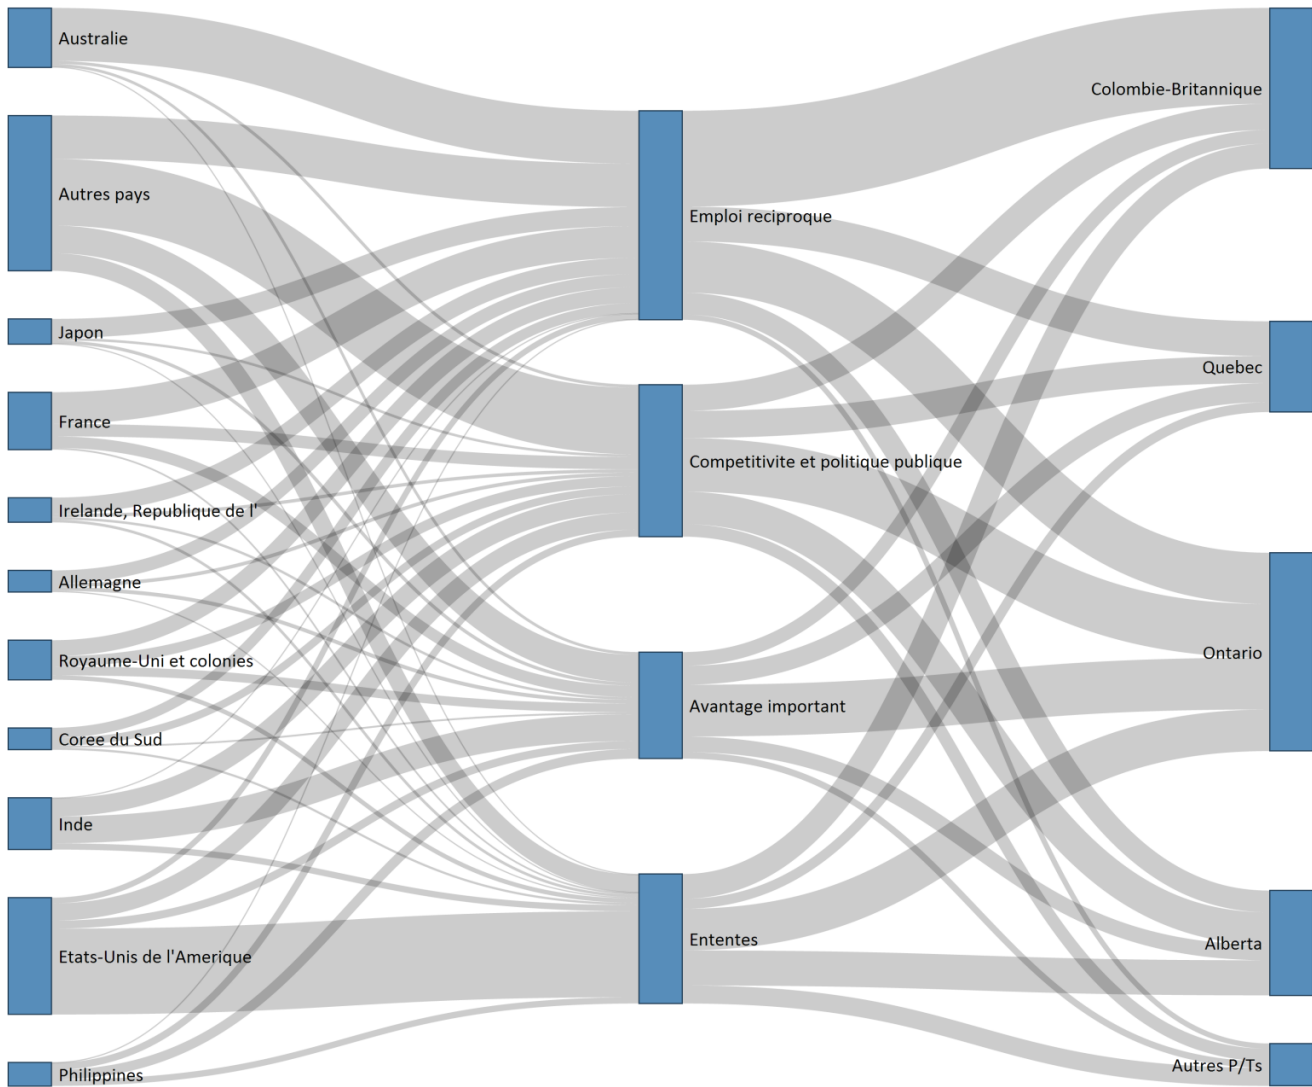 Australie
Autres pays
Japon
France
Irelande, Republique de l'
Allemagne
Royaume-Uni et colonies
Coree du Sud
Inde
Etats-Unis de l'Amerique
Philippines
Emploi reciproque
Competitivite et politique publique
Avantage important
Ententes
Colombie-Britannique
Quebec
Ontario
Alberta
Autres P/Ts